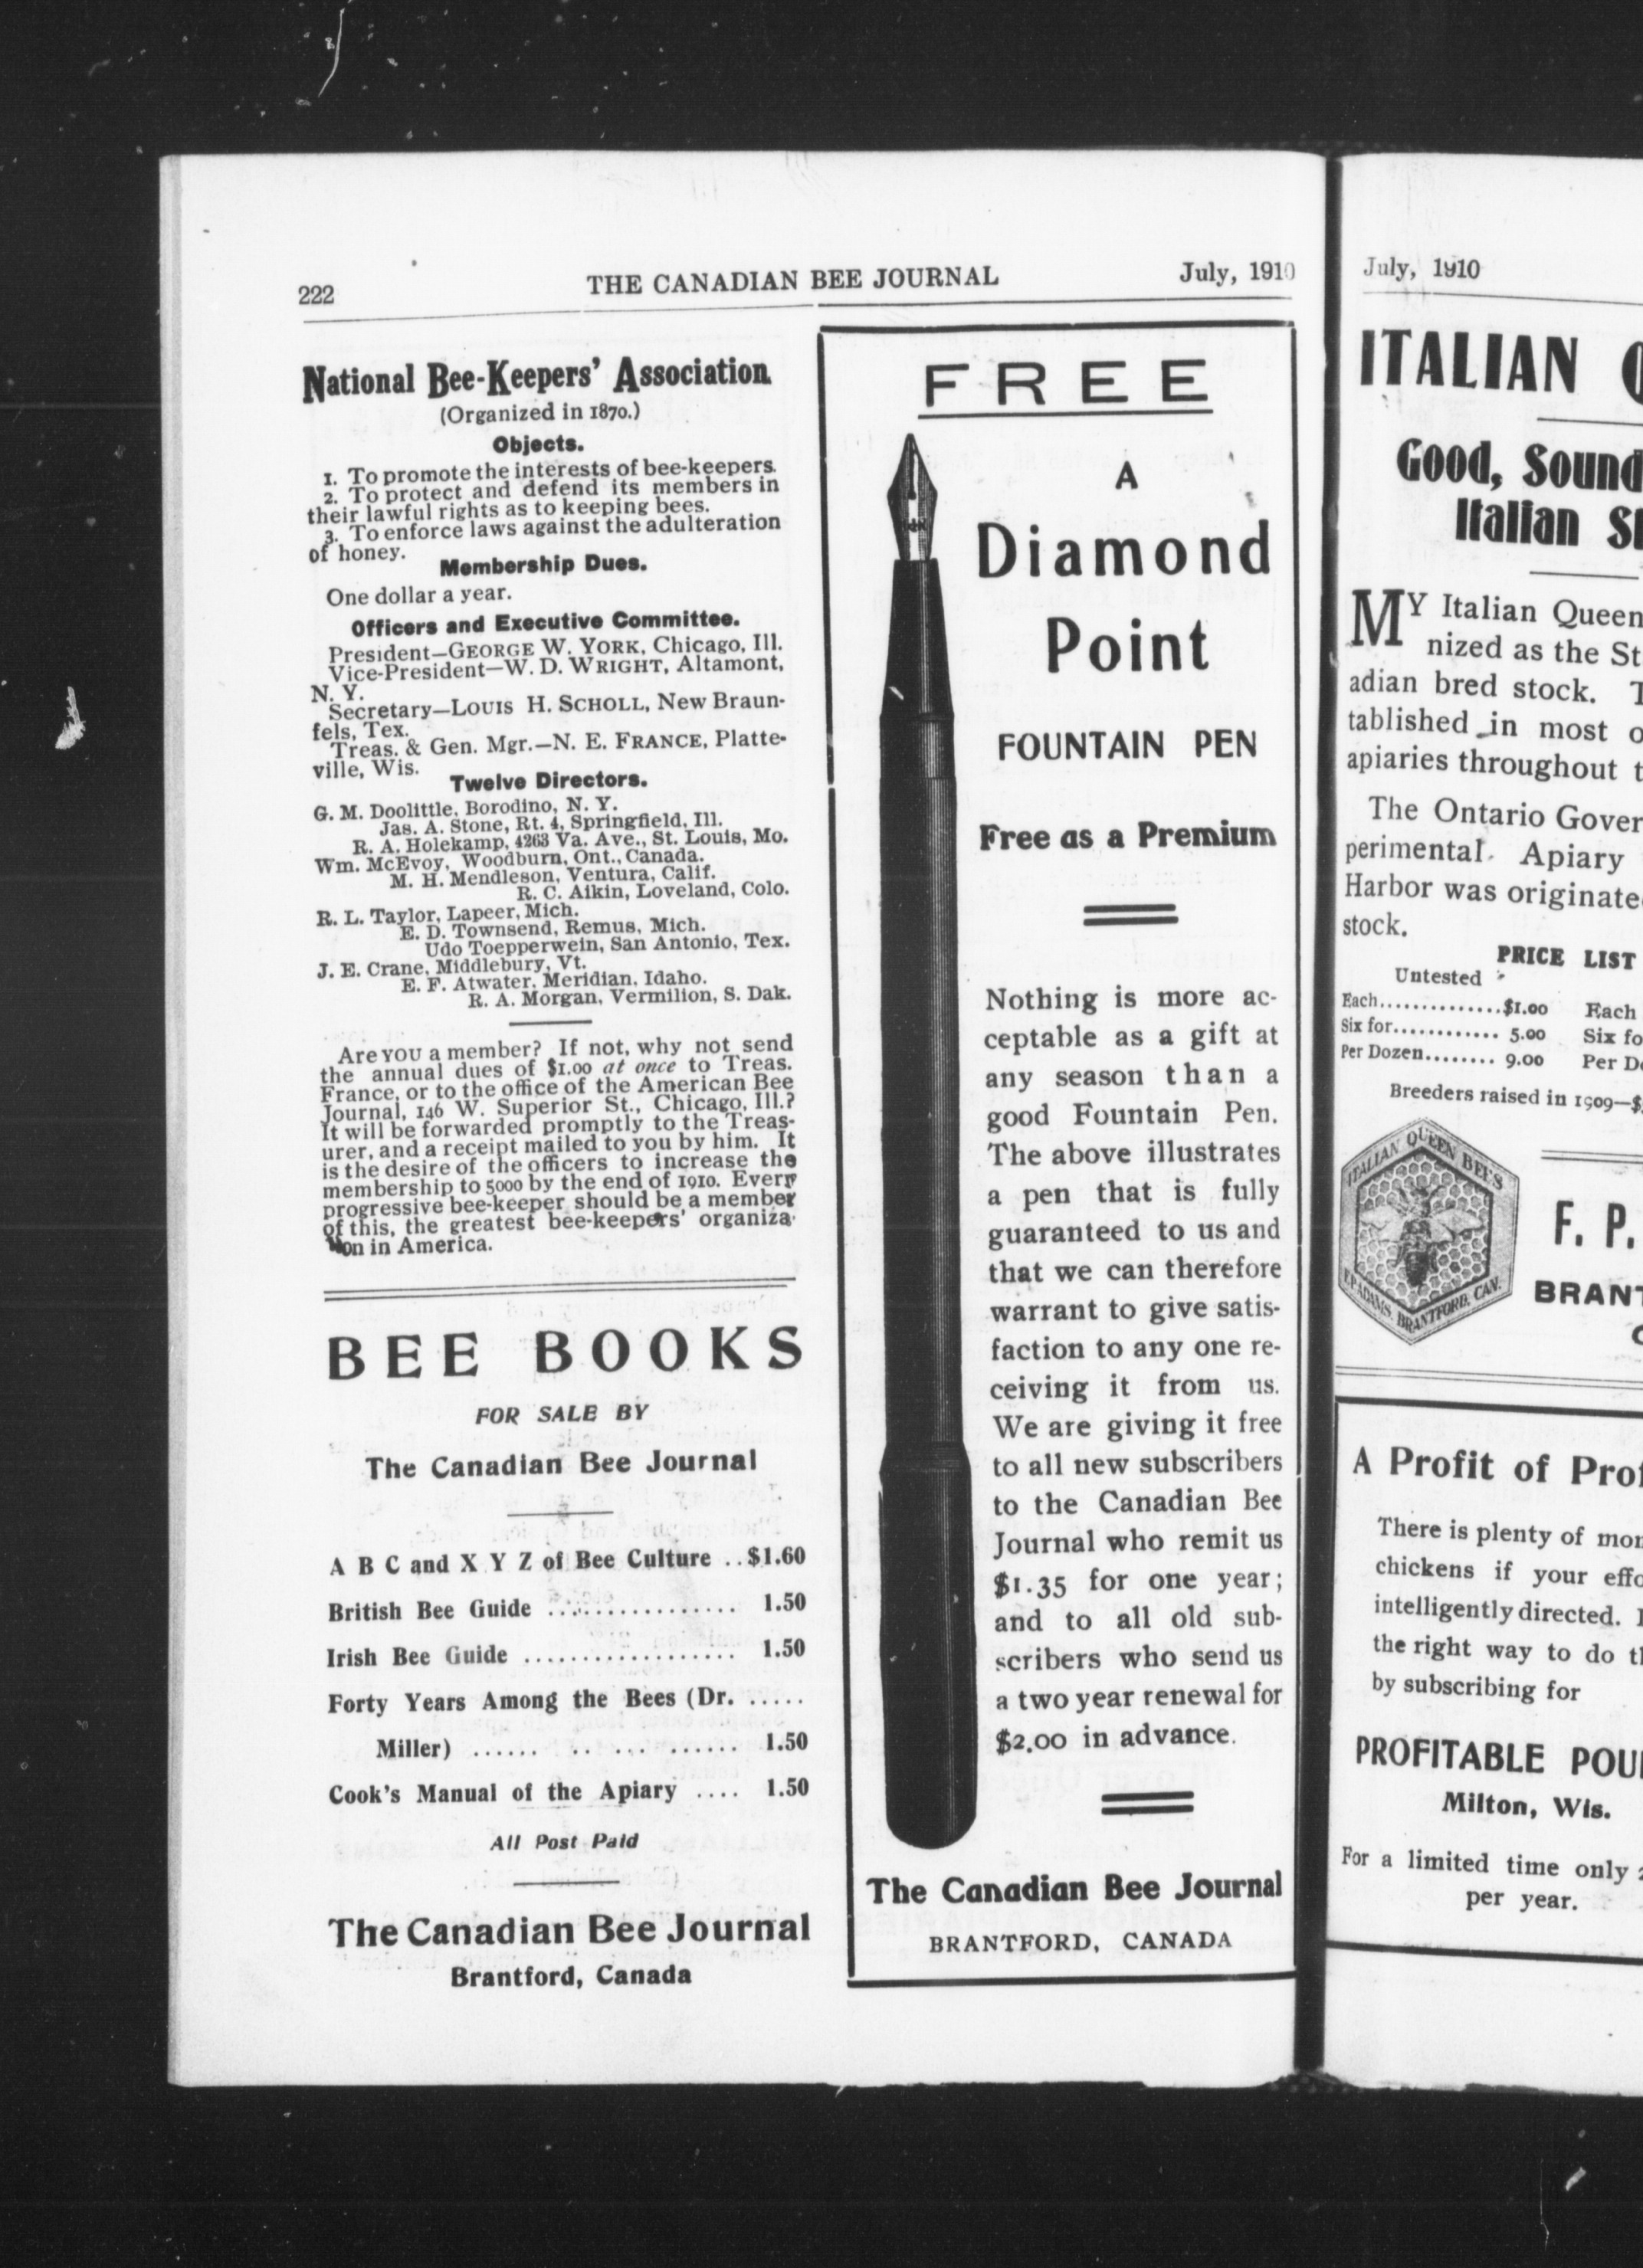 222
THE CANADIAN BEE JOURNAL
July, 1910
National Bee-Keepers' Association
(Organized in 1870.)
Objects.
1. To promote the interests of bee-keepers.
2. To protect and defend its members in
their lawful rights as to keeping bees.
3. To enforce laws against the adulteration
of honey.
Membership Dues.
One dollar a year.
Officers and Executive Committee.
President—GEORGE W. YORK, Chicago, Ill.
Vice-President—W. D. WRIGHT, Altamont,
N. Y.
Secretary—LOUIS H. SCHOLL, New Braun-
fels, Tex.
Treas. & Gen. Mgr.—N. E. FRANCE, Platte-
ville, Wis.
Twelve Directors.
G. M. Doolittle, Borodino, N. Y.
Jas. A. Stone, Rt. 4, Springfield, Ill.
R. A. Holekamp, 4263 Va. Ave., St. Louis, Mo.
Wm. McEvoy, Woodburn, Ont., Canada.
M. H. Mendleson, Ventura, Calif.
R. C. Aikin, Loveland, Colo.
R. L. Taylor, Lapeer, Mich.
E. D. Townsend, Remus, Mich.
Udo Toepperwein, San Antonio, Tex.
J. E. Crane, Middlebury, Vt.
E. F. Atwater, Meridian, Idaho.
R. A. Morgan, Vermilion, S. Dak.
Are YOU a member? If not, why not send
the annual dues of $1.00 at once to Treas.
France, or to the office of the American Bee
Journal, 146 W. Superior St., Chicago, Ill.?
It will be forwarded promptly to the Treas-
urer, and a receipt mailed to you by him. It
is the desire of the officers to increase the
membership to 5000 by the end of 1910. Every
progressive bee-keeper should be a member
of this, the greatest bee-keepers' organiza-
tion in America.
BEE BOOKS
FOR SALE BY
The Canadian Bee Journal
A B C and X Y Z of Bee Culture .. $1.60
British Bee Guide ................ 1.50
Irish Bee Guide .................. 1.50
Forty Years Among the Bees (Dr. .....
Miller) ...... .. ... ...... 1.50
Cook's Manual of the Apiary .... 1.50
All Post Paid
The Canadian Bee Journal
Brantford, Canada
FREE
A
Diamond
Point
FOUNTAIN PEN
Free as a Premium
Nothing is more ac-
ceptable as a gift at
any season than a
good Fountain Pen.
The above illustrates
a pen that is fully
guaranteed to us and
that we can therefore
warrant to give satis-
faction to any one re-
ceiving it from us.
We are giving it free
to all new subscribers
to the Canadian Bee
Journal who remit us
$1.35 for one year;
and to all old sub-
scribers who send us
a two year renewal for
$2.00 in advance.
The Canadian Bee Journal
BRANTFORD, CANADA
July, 1910
ITALIAN
Good, Sound
Italian
MY Italian Queen
nized as the
adian bred stock.
tablished in most
apiaries throughout
The Ontario
perimental Apiary
Harbor was
stock.
PRICE LIST
Untested
Each..............$1.00 Each
Six for............ 5.00 Six
Per Dozen........ 9.00 Per
Breeders raised in 1909—
ITALIAN QUEEN BEE'S
F.P. ADAMS. BRANTFORD. CAN.
F. P.
A Profit of
There is plenty of
chickens if your
intelligently directed.
the right way to do
by subscribing for
PROFITABLE
Milton, Wis.
For a limited time only
per year.